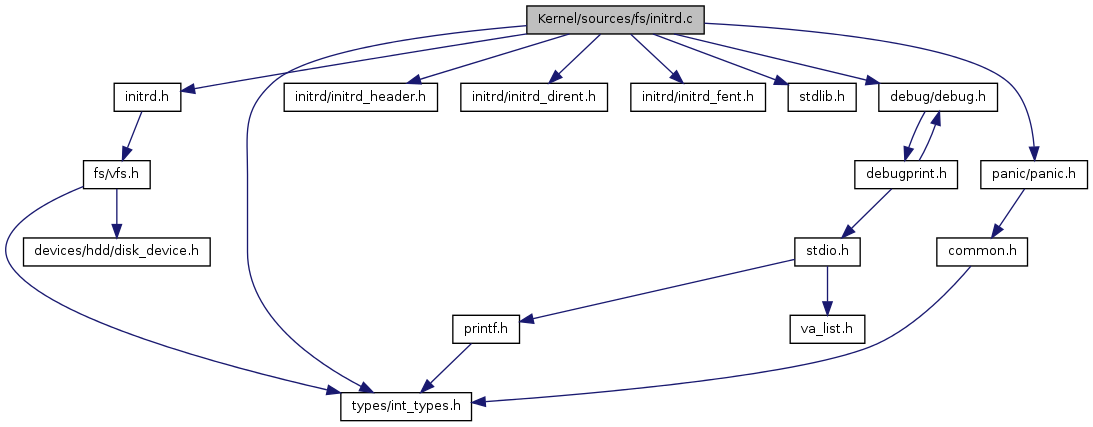 Kernel/sources/fs/initrd.c
initrd.h
initrd/initrd_header.h
initrd/initrd_dirent.h
initrd/initrd_fent.h
stdlib.h
debug/debug.h
fs/vfs.h
debugprint.h
panic/panic.h
devices/hdd/disk_device.h
stdio.h
common.h
printf.h
va_list.h
types/int_types.h